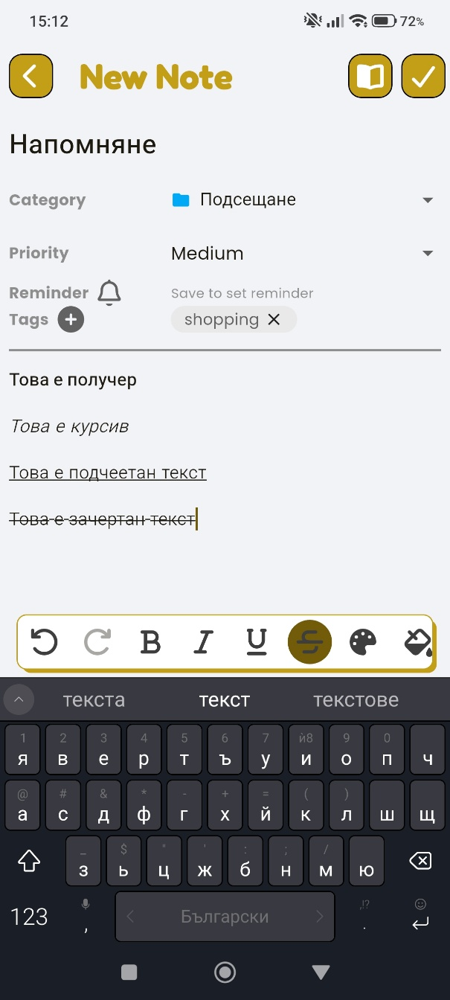 15:12 72%
New Note
Напомняне
Category Подсещане
Priority Medium
Reminder Save to set reminder
Tags shopping
Това е получер
Това е курсив
Това е подчеетан текст
Това е зачертан текст
B I U S
текста текст текстове
1 2 3 4 5 6 7 ѝ8 9 0
я в е р т ъ у и о п ч
@ # & * - + = ( )
а с д ф г х й к л ш щ
_ $ " ' : ; /
з ь ц ж б н м ю
123 , Български ,!? .